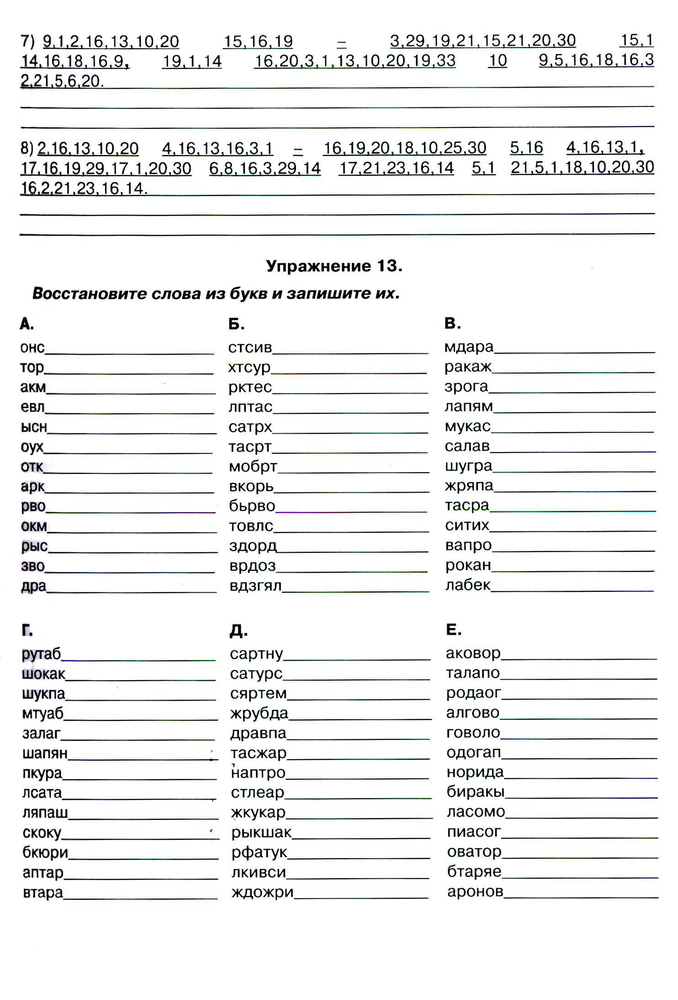 7) 9,1,2,16,13,10,20 15,16,19 – 3,29,19,21,15,21,20,30 15,1
14,16,18,16,9, 19,1,14 16,20,3,1,13,10,20,19,33 10 9,5,16,18,16,3
2,21,5,6,20.
8) 2,16,13,10,20 4,16,13,16,3,1 – 16,19,20,18,10,25,30 5,16 4,16,13,1,
17,16,19,29,17,1,20,30 6,8,16,3,29,14 17,21,23,16,14 5,1 21,5,1,18,10,20,30
16,2,21,23,16,14.
Упражнение 13.
Восстановите слова из букв и запишите их.
А. Б. В.
онс стсив мдара
тор хтсур ракаж
акм рктес зрога
евл лптас лапям
ысн сатрх мукас
оух тасрт салав
отк мобрт шугра
арк вкорь жряпа
рво бьрво тасра
окм товлс ситих
рыс здорд вапро
зво врдоз рокан
дра вдзгял лабек
Г. Д. Е.
рутаб сартну аковор
шокак сатурс талапо
шукпа сяртем родаог
мтуаб жрубда алгово
залаг дравпа говоло
шапян тасжар одогап
пкура наптро норида
лсата стлеар биракы
ляпаш жкукар ласомо
скоку рыкшак пиасог
бкюри рфатук оватор
аптар лкивси бтаряе
втара ждожри аронов